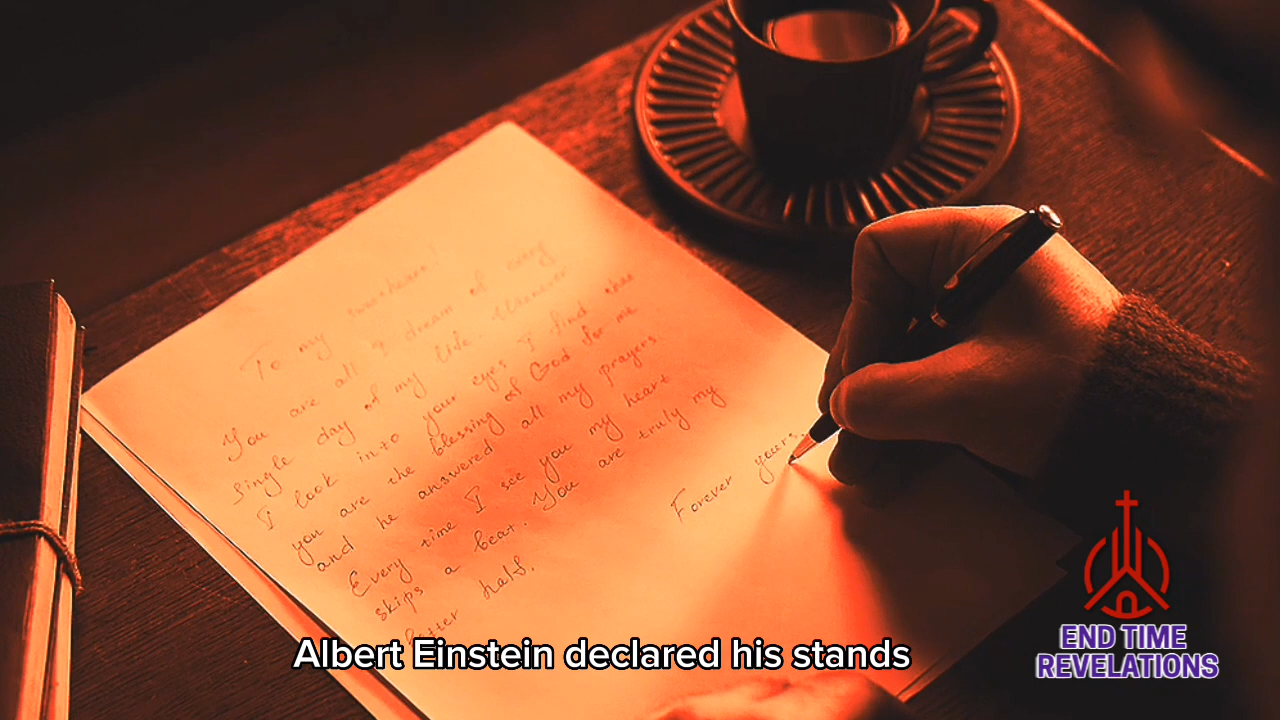 To my sweetheart!
You are all I dream of every
single day of my life. Whenever
I look into your eyes I find that
you are the blessing of God for me
and he answered all my prayers.
Every time I see you my heart
skips a beat. You are truly my
better half.
Forever yours
Albert Einstein declared his stands
END TIME
REVELATIONS